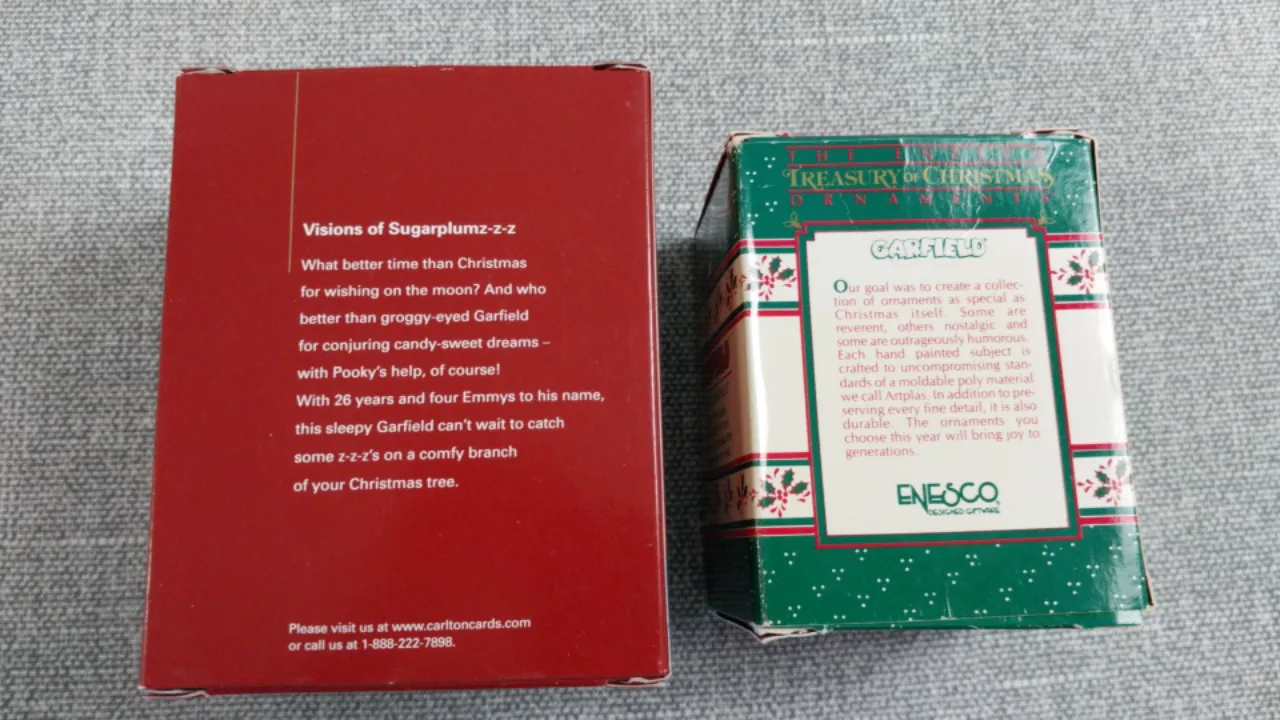 Visions of Sugarplumz-z-z
What better time than Christmas
for wishing on the moon? And who
better than groggy-eyed Garfield
for conjuring candy-sweet dreams –
with Pooky's help, of course!
With 26 years and four Emmys to his name,
this sleepy Garfield can't wait to catch
some z-z-z's on a comfy branch
of your Christmas tree.
Please visit us at www.carltoncards.com
or call us at 1-888-222-7898.
THE ENESCO
TREASURY OF CHRISTMAS
ORNAMENTS
GARFIELD
Our goal was to create a collec-
tion of ornaments as special as
Christmas itself. Some are
reverent, others nostalgic and
some are outrageously humorous.
Each hand painted subject is
crafted to uncompromising stan-
dards of a moldable poly material
we call Artplas. In addition to pre-
serving every fine detail, it is also
durable. The ornaments you
choose this year will bring joy to
generations.
ENESCO
DESIGNED GIFTWARE